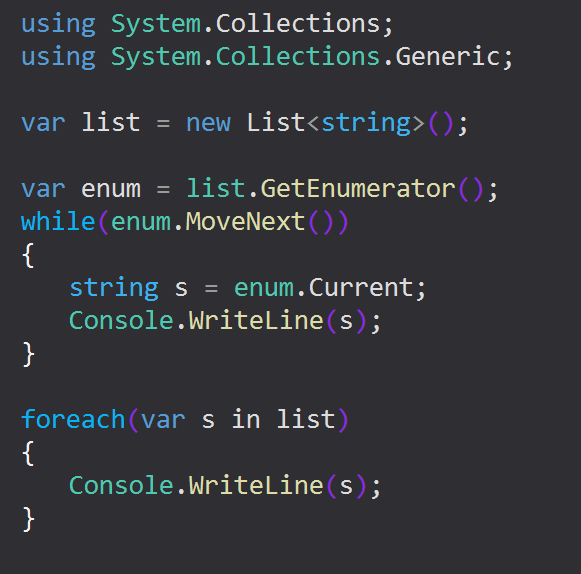 using System.Collections;
using System.Collections.Generic;

var list = new List<string>();

var enum = list.GetEnumerator();
while(enum.MoveNext())
{
   string s = enum.Current;
   Console.WriteLine(s);
}

foreach(var s in list)
{
   Console.WriteLine(s);
}